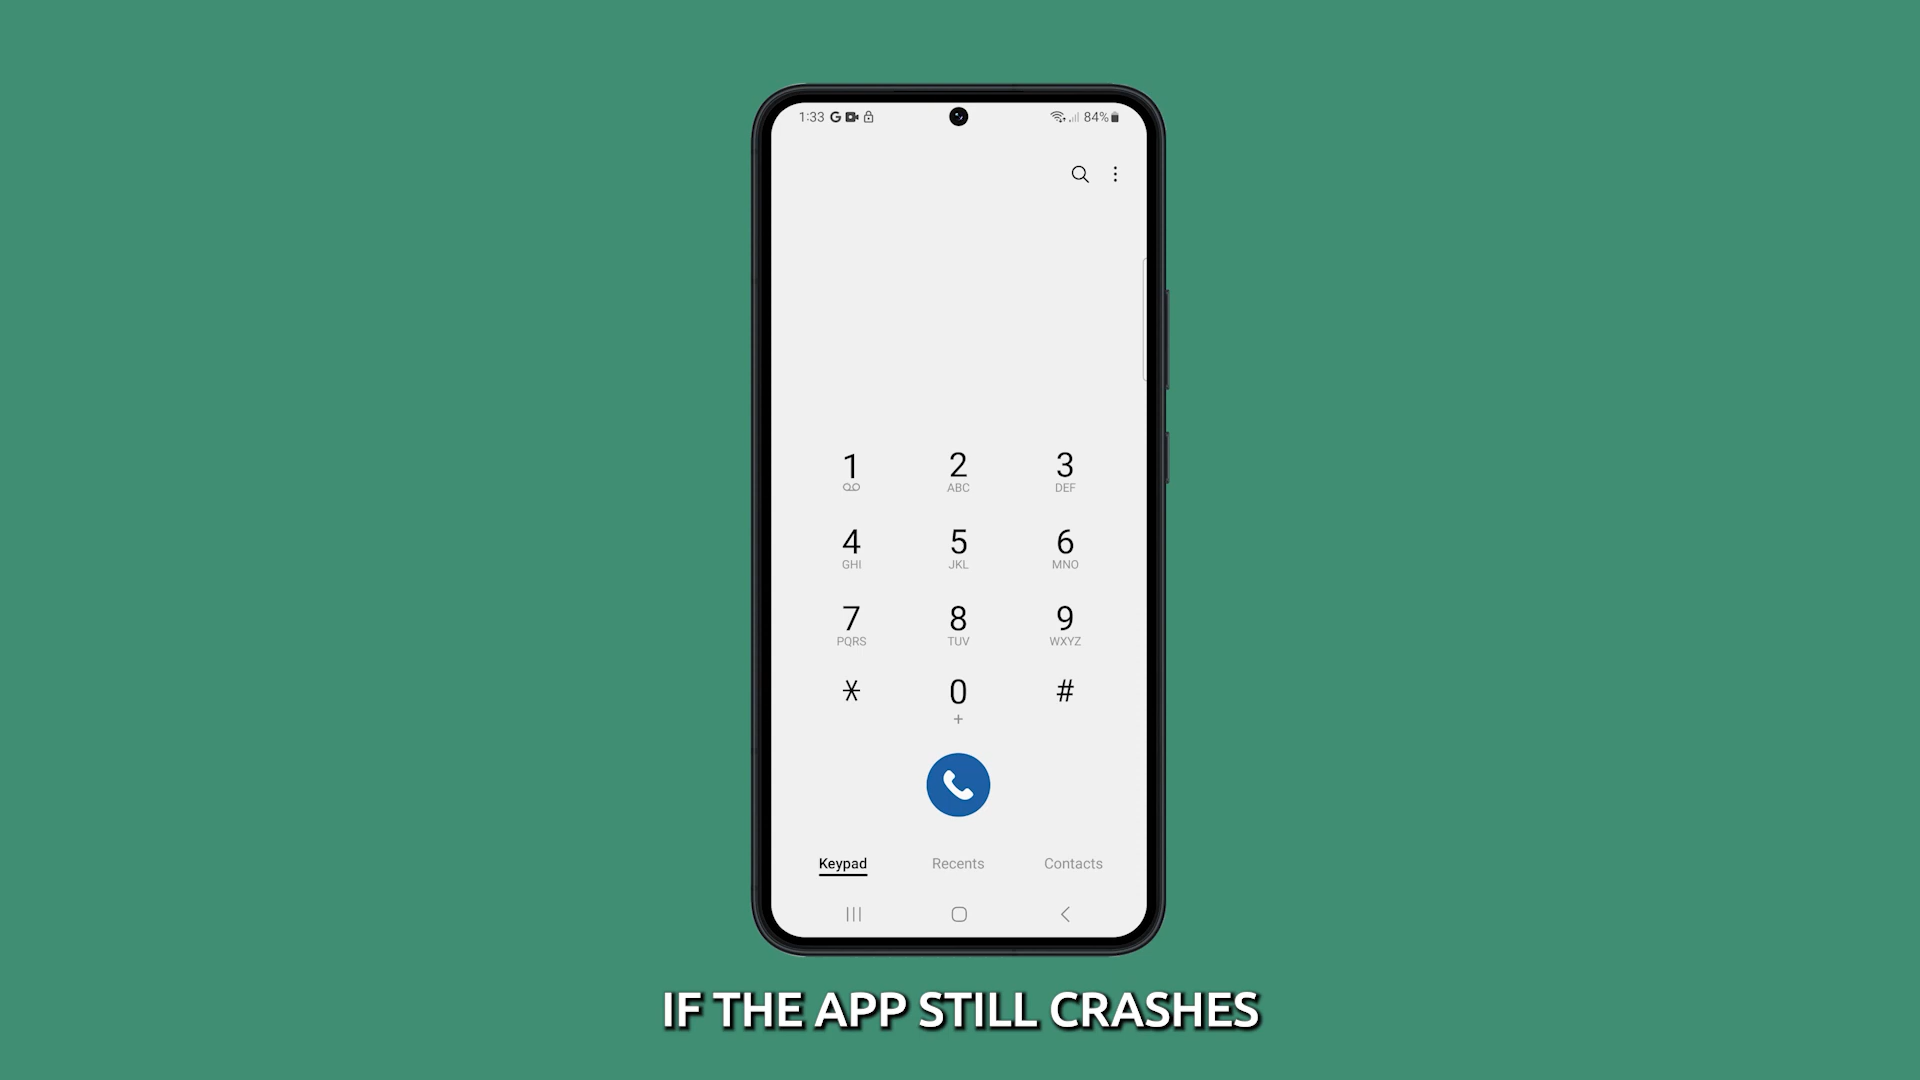 1:33
84%
1
2
ABC
3
DEF
4
GHI
5
JKL
6
MNO
7
PQRS
8
TUV
9
WXYZ
*
0
+
#
Keypad
Recents
Contacts
IF THE APP STILL CRASHES